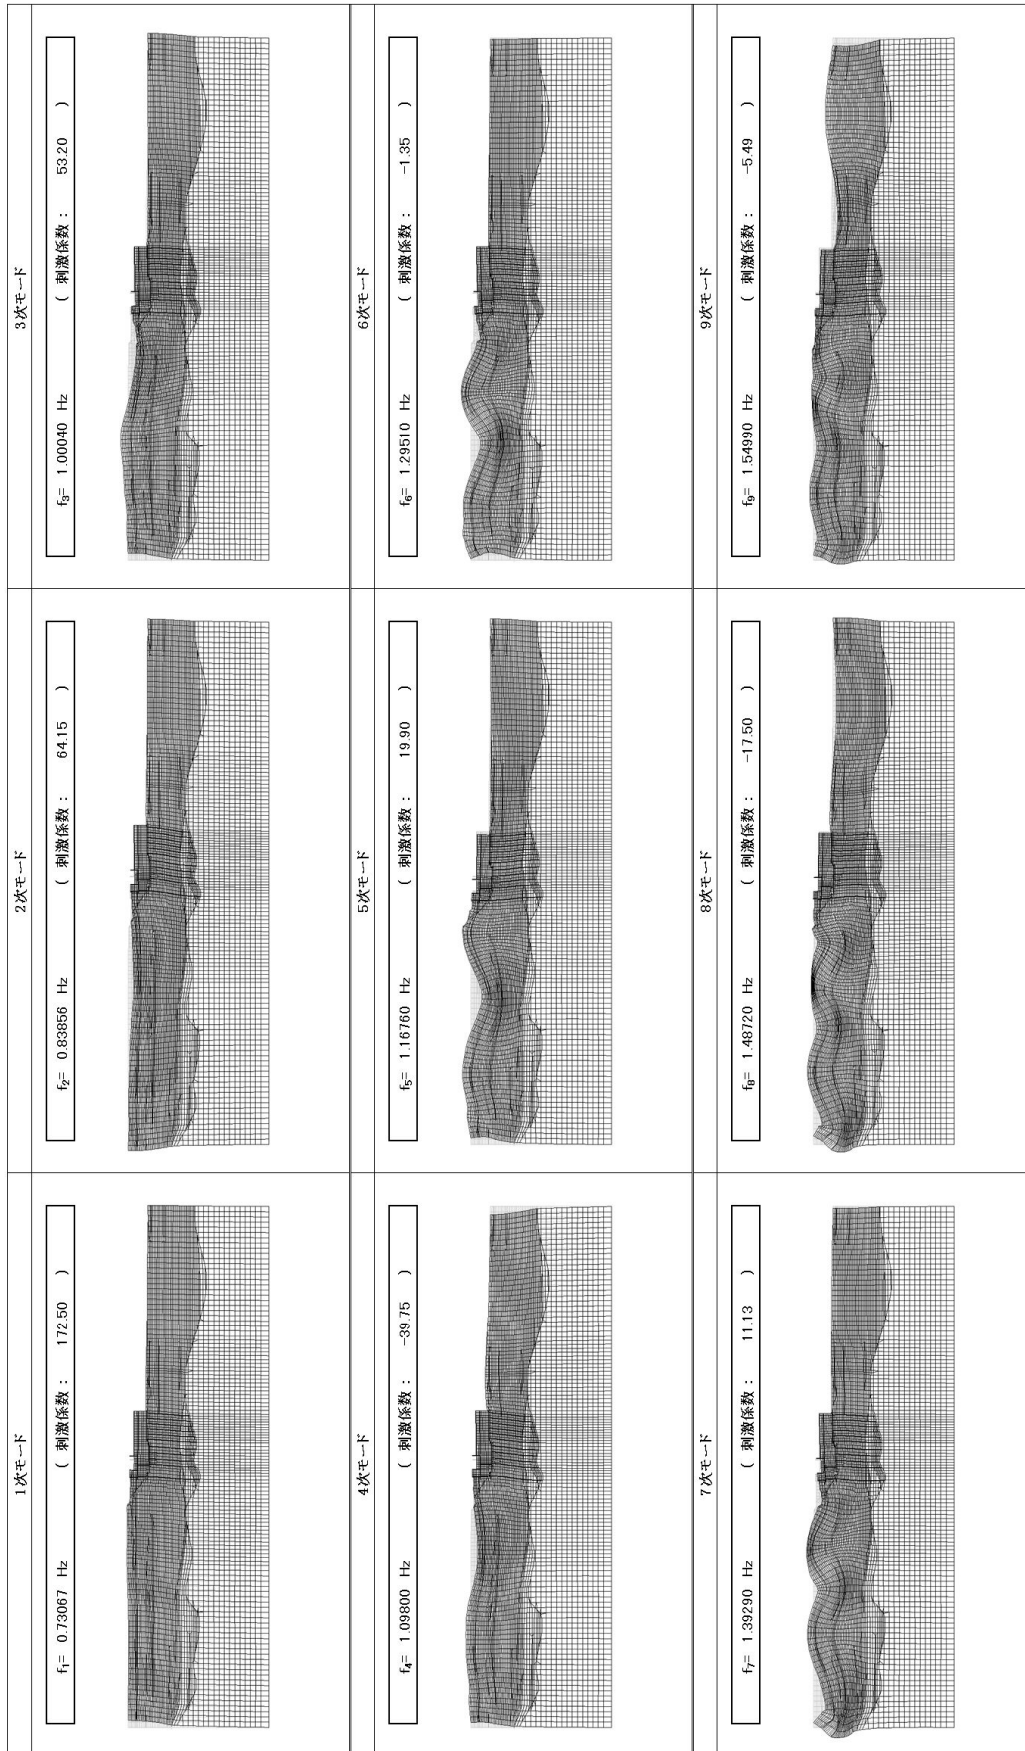 1次モード
f₁= 0.73067 Hz ( 刺激係数 : 172.50 )
2次モード
f₂= 0.83856 Hz ( 刺激係数 : 64.15 )
3次モード
f₃= 1.00040 Hz ( 刺激係数 : 53.20 )
4次モード
f₄= 1.09800 Hz ( 刺激係数 : -39.75 )
5次モード
f₅= 1.16760 Hz ( 刺激係数 : 19.90 )
6次モード
f₆= 1.29510 Hz ( 刺激係数 : -1.35 )
7次モード
f₇= 1.39290 Hz ( 刺激係数 : 11.13 )
8次モード
f₈= 1.48720 Hz ( 刺激係数 : -17.50 )
9次モード
f₉= 1.54990 Hz ( 刺激係数 : -5.49 )